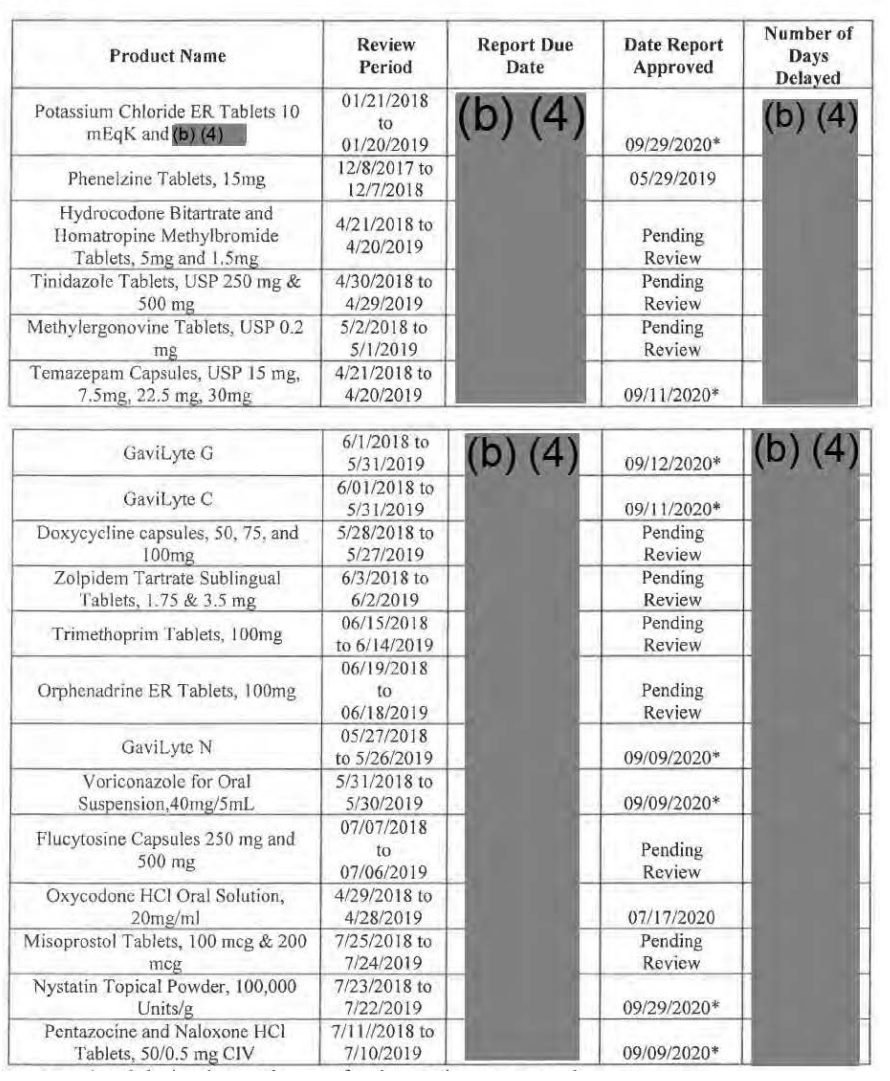 Product Name | Review Period | Report Due Date | Date Report Approved | Number of Days Delayed
Potassium Chloride ER Tablets 10 mEqK and (b) (4) | 01/21/2018 to 01/20/2019 | (b) (4) | 09/29/2020* | (b) (4)
Phenelzine Tablets, 15mg | 12/8/2017 to 12/7/2018 | 05/29/2019
Hydrocodone Bitartrate and Homatropine Methylbromide Tablets, 5mg and 1.5mg | 4/21/2018 to 4/20/2019 | Pending Review
Tinidazole Tablets, USP 250 mg & 500 mg | 4/30/2018 to 4/29/2019 | Pending Review
Methylergonovine Tablets, USP 0.2 mg | 5/2/2018 to 5/1/2019 | Pending Review
Temazepam Capsules, USP 15 mg, 7.5mg, 22.5 mg, 30mg | 4/21/2018 to 4/20/2019 | 09/11/2020*
GaviLyte G | 6/1/2018 to 5/31/2019 | (b) (4) | 09/12/2020* | (b) (4)
GaviLyte C | 6/01/2018 to 5/31/2019 | 09/11/2020*
Doxycycline capsules, 50, 75, and 100mg | 5/28/2018 to 5/27/2019 | Pending Review
Zolpidem Tartrate Sublingual Tablets, 1.75 & 3.5 mg | 6/3/2018 to 6/2/2019 | Pending Review
Trimethoprim Tablets, 100mg | 06/15/2018 to 6/14/2019 | Pending Review
Orphenadrine ER Tablets, 100mg | 06/19/2018 to 06/18/2019 | Pending Review
GaviLyte N | 05/27/2018 to 5/26/2019 | 09/09/2020*
Voriconazole for Oral Suspension,40mg/5mL | 5/31/2018 to 5/30/2019 | 09/09/2020*
Flucytosine Capsules 250 mg and 500 mg | 07/07/2018 to 07/06/2019 | Pending Review
Oxycodone HCl Oral Solution, 20mg/ml | 4/29/2018 to 4/28/2019 | 07/17/2020
Misoprostol Tablets, 100 mcg & 200 mcg | 7/25/2018 to 7/24/2019 | Pending Review
Nystatin Topical Powder, 100,000 Units/g | 7/23/2018 to 7/22/2019 | 09/29/2020*
Pentazocine and Naloxone HCl Tablets, 50/0.5 mg CIV | 7/11//2018 to 7/10/2019 | 09/09/2020*